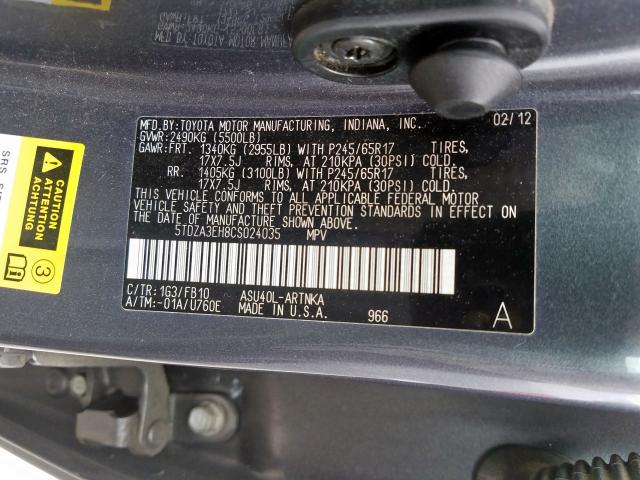 MFD.BY:TOYOTA MOTOR MANUFACTURING, INDIANA, INC. 02/12
GVWR:2490KG (5500LB)
GAWR:FRT. 1340KG (2955LB) WITH P245/65R17 TIRES,
17X7.5J RIMS, AT 210KPA (30PSI) COLD.
RR. 1405KG (3100LB) WITH P245/65R17 TIRES,
17X7.5J RIMS, AT 210KPA (30PSI) COLD.
THIS VEHICLE CONFORMS TO ALL APPLICABLE FEDERAL MOTOR
VEHICLE SAFETY AND THEFT PREVENTION STANDARDS IN EFFECT
ON THE DATE OF MANUFACTURE SHOWN ABOVE.
5TDZA3EH8CS024035 MPV
C/TR:1G3/FB10 ASU40L-ARTNKA
A/TM:-01A/U760E MADE IN U.S.A. 966 A
SRS
3